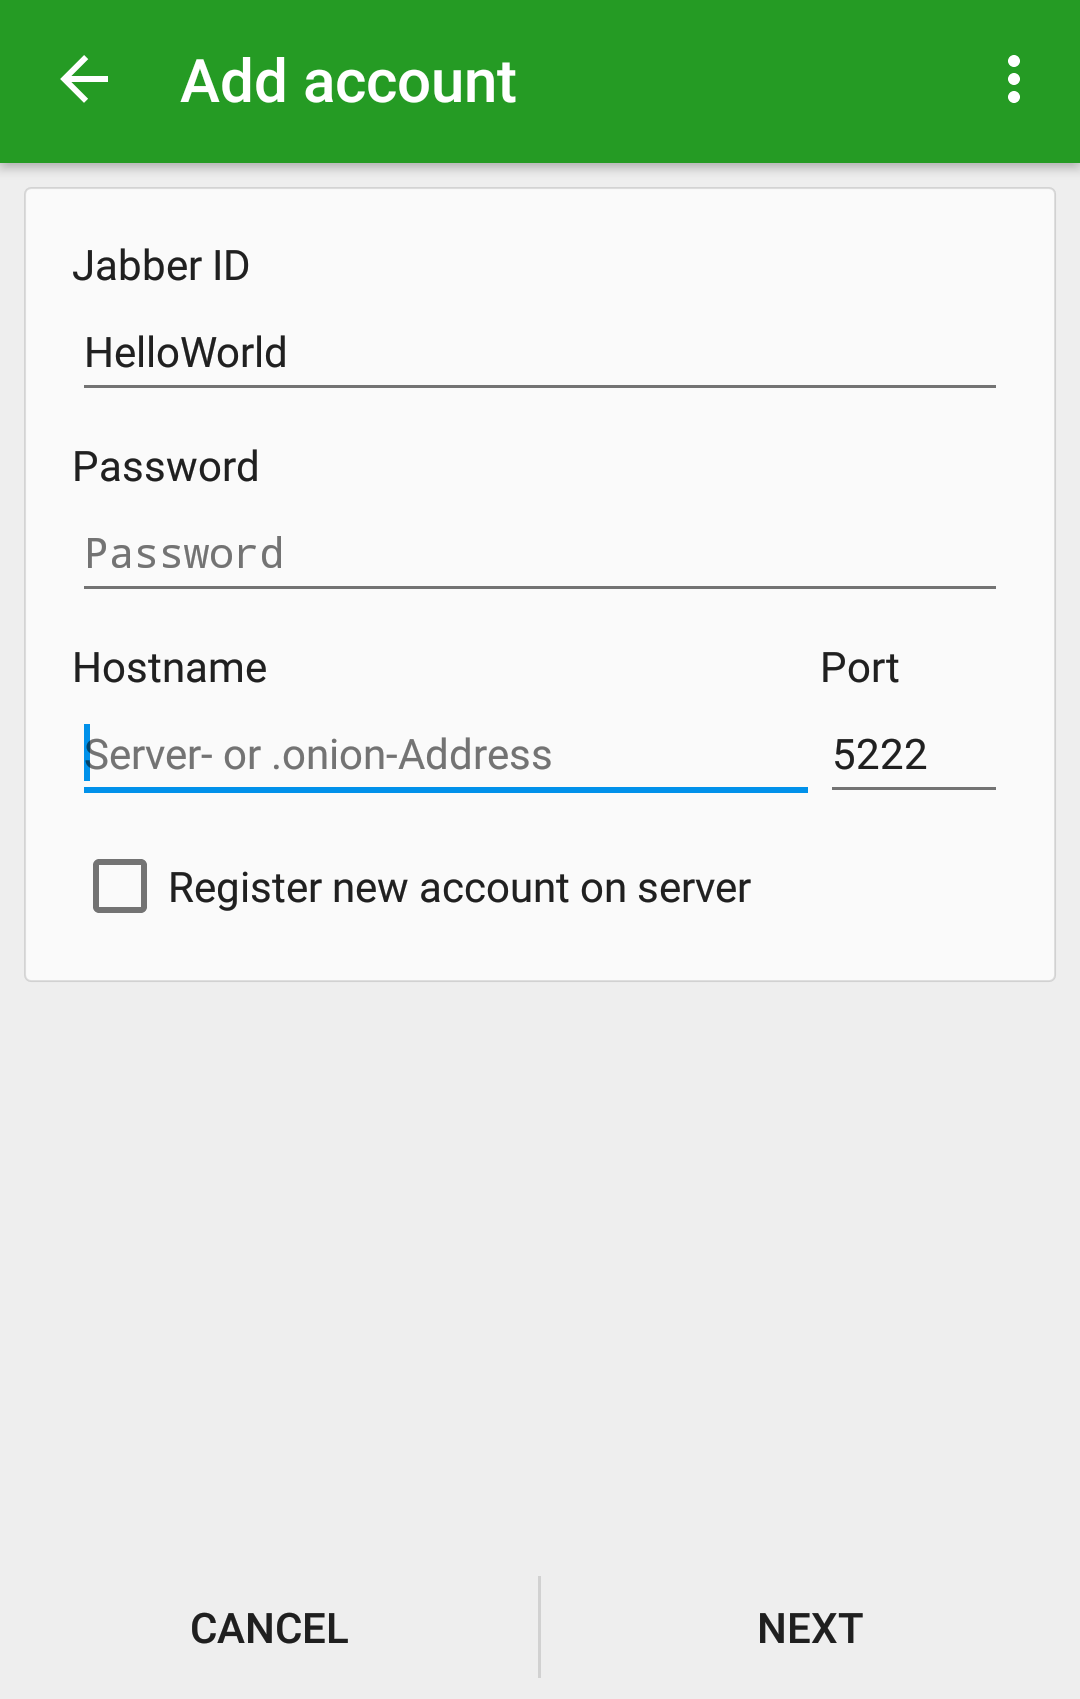 Add account
Jabber ID
HelloWorld
Password
Password
Hostname Port
Server- or .onion-Address 5222
Register new account on server
CANCEL NEXT